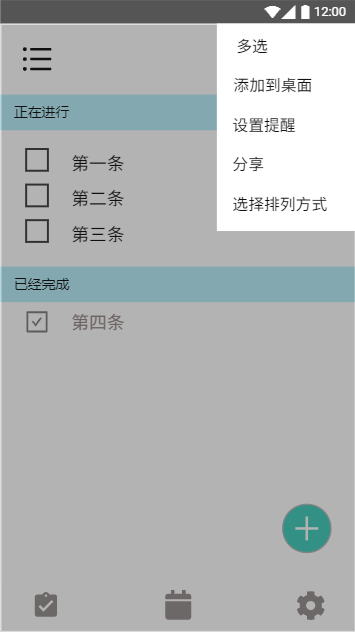 12:00
多选
添加到桌面
设置提醒
分享
选择排列方式
正在进行
第一条
第二条
第三条
已经完成
第四条